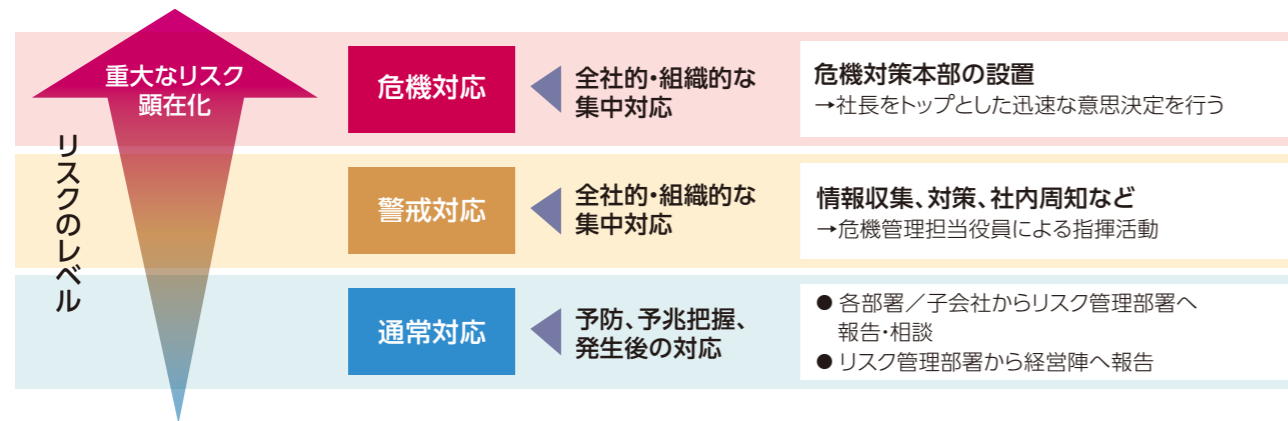 重大なリスク
顕在化
リスクのレベル
危機対応
全社的・組織的な
集中対応
危機対策本部の設置
→社長をトップとした迅速な意思決定を行う
警戒対応
全社的・組織的な
集中対応
情報収集、対策、社内周知など
→危機管理担当役員による指揮活動
通常対応
予防、予兆把握、
発生後の対応
● 各部署／子会社からリスク管理部署へ
報告・相談
● リスク管理部署から経営陣へ報告